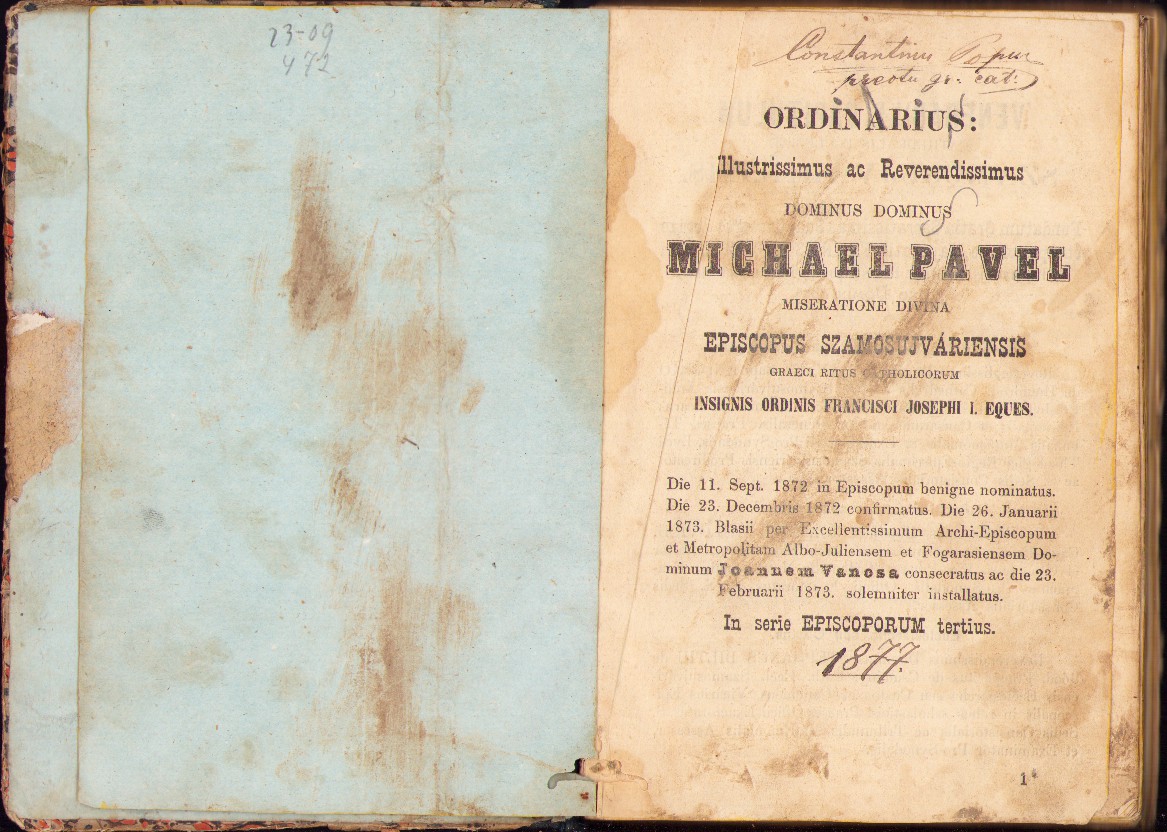 23-09
472
Constantinu Popu
preotu gr. cat.
ORDINARIUS:
Illustrissimus ac Reverendissimus
DOMINUS DOMINUS
MICHAEL PAVEL
MISERATIONE DIVINA
EPISCOPUS SZAMOSUJVÁRIENSIS
GRAECI RITUS CATHOLICORUM
INSIGNIS ORDINIS FRANCISCI JOSEPHI I. EQUES.
Die 11. Sept. 1872 in Episcopum benigne nominatus.
Die 23. Decembris 1872 confirmatus. Die 26. Januarii
1873. Blasii per Excellentissimum Archi-Episcopum
et Metropolitam Albo-Juliensem et Fogarasiensem Do-
minum Joannem Vancsa consecratus ac die 23.
Februarii 1873. solemniter installatus.
In serie EPISCOPORUM tertius.
1877.
1*